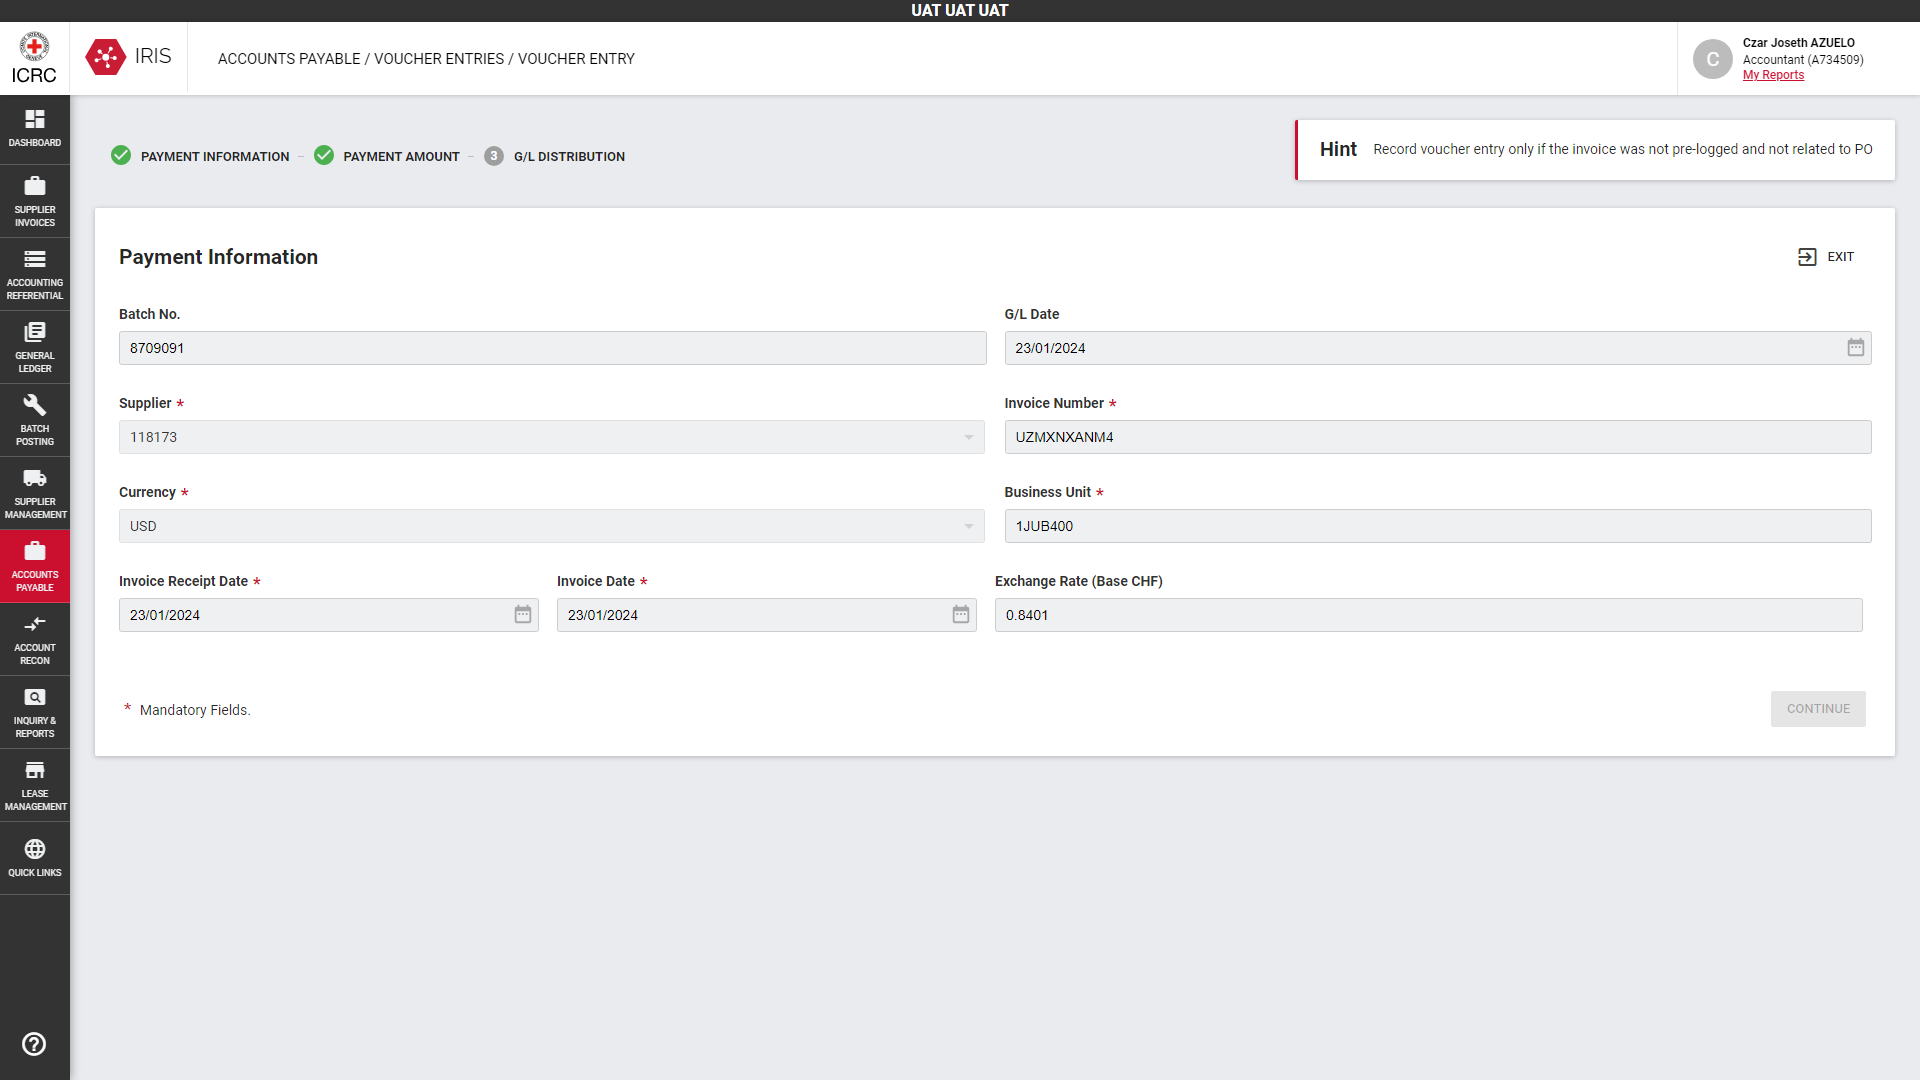 UAT UAT UAT
ICRC
IRIS
ACCOUNTS PAYABLE / VOUCHER ENTRIES / VOUCHER ENTRY
C
Czar Joseth AZUELO
Accountant (A734509)
My Reports
DASHBOARD
SUPPLIER
INVOICES
ACCOUNTING
REFERENTIAL
GENERAL
LEDGER
BATCH
POSTING
SUPPLIER
MANAGEMENT
ACCOUNTS
PAYABLE
ACCOUNT
RECON
INQUIRY &
REPORTS
LEASE
MANAGEMENT
QUICK LINKS
PAYMENT INFORMATION
PAYMENT AMOUNT
3 G/L DISTRIBUTION
Hint Record voucher entry only if the invoice was not pre-logged and not related to PO
Payment Information
EXIT
Batch No.
8709091
G/L Date
23/01/2024
Supplier *
118173
Invoice Number *
UZMXNXANM4
Currency *
USD
Business Unit *
1JUB400
Invoice Receipt Date *
23/01/2024
Invoice Date *
23/01/2024
Exchange Rate (Base CHF)
0.8401
* Mandatory Fields.
CONTINUE